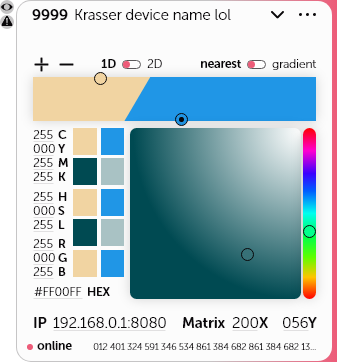 9999 Krasser device name lol
+ − 1D 2D nearest gradient
255 C
000 Y
255 M
255 K
255 H
000 S
255 L
255 R
000 G
255 B
#FF00FF HEX
IP 192.168.0.1:8080 Matrix 200X 056Y
online 012 401 324 591 346 534 861 384 682 861 384 682 13...